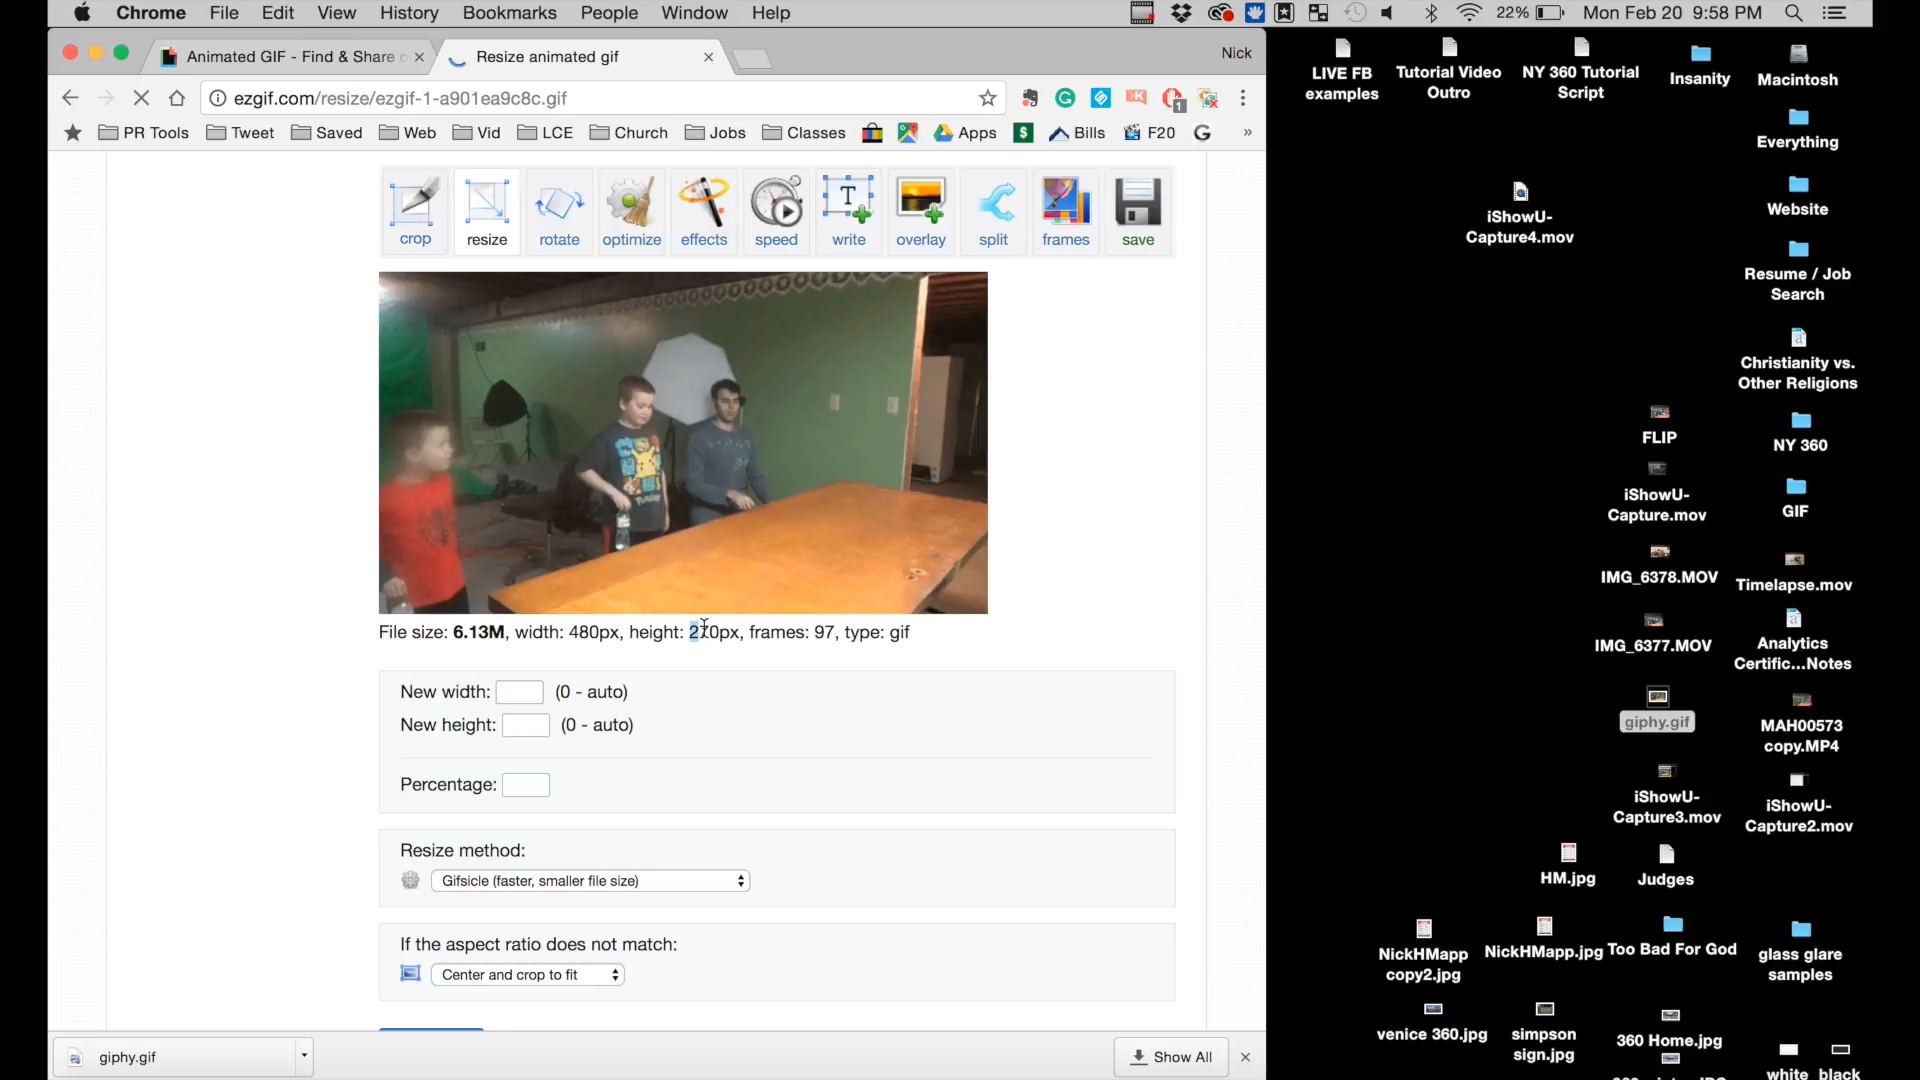 Chrome File Edit View History Bookmarks People Window Help 22% Mon Feb 20 9:58 PM
Animated GIF - Find & Share Resize animated gif Nick
ezgif.com/resize/ezgif-1-a901ea9c8c.gif K 1
PR Tools Tweet Saved Web Vid LCE Church Jobs Classes Apps $ Bills F20 G »
crop resize rotate optimize effects speed write overlay split frames save
File size: 6.13M, width: 480px, height: 270px, frames: 97, type: gif
New width: (0 - auto)
New height: (0 - auto)
Percentage:
Resize method:
Gifsicle (faster, smaller file size)
If the aspect ratio does not match:
Center and crop to fit
giphy.gif Show All
LIVE FB
examples
Tutorial Video
Outro
NY 360 Tutorial
Script
Insanity
Macintosh
Everything
Website
iShowU-
Capture4.mov
Resume / Job
Search
Christianity vs.
Other Religions
FLIP
NY 360
iShowU-
Capture.mov
GIF
IMG_6378.MOV
Timelapse.mov
IMG_6377.MOV
Analytics
Certific...Notes
giphy.gif
MAH00573
copy.MP4
iShowU-
Capture3.mov
iShowU-
Capture2.mov
HM.jpg
Judges
NickHMapp
copy2.jpg
NickHMapp.jpg
Too Bad For God
glass glare
samples
venice 360.jpg
simpson
sign.jpg
360 Home.jpg
white black